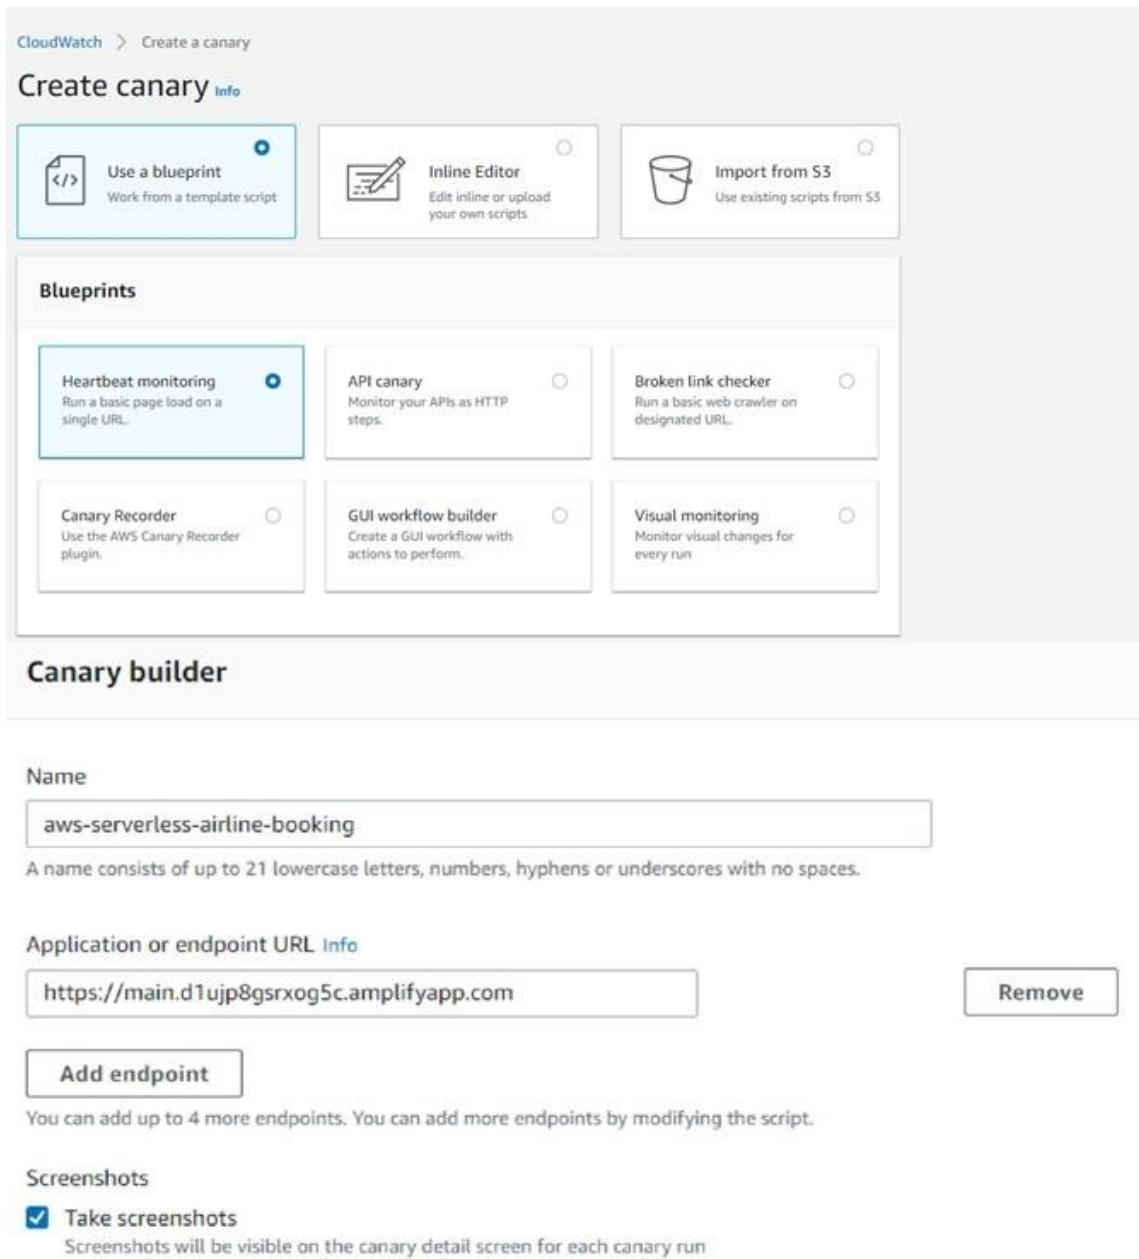 CloudWatch > Create a canary
Create canary Info
Use a blueprint
Work from a template script
Inline Editor
Edit inline or upload
your own scripts
Import from S3
Use existing scripts from S3
Blueprints
Heartbeat monitoring
Run a basic page load on a
single URL.
API canary
Monitor your APIs as HTTP
steps.
Broken link checker
Run a basic web crawler on
designated URL.
Canary Recorder
Use the AWS Canary Recorder
plugin.
GUI workflow builder
Create a GUI workflow with
actions to perform.
Visual monitoring
Monitor visual changes for
every run
Canary builder
Name
aws-serverless-airline-booking
A name consists of up to 21 lowercase letters, numbers, hyphens or underscores with no spaces.
Application or endpoint URL Info
https://main.d1ujp8gsrxog5c.amplifyapp.com
Remove
Add endpoint
You can add up to 4 more endpoints. You can add more endpoints by modifying the script.
Screenshots
Take screenshots
Screenshots will be visible on the canary detail screen for each canary run